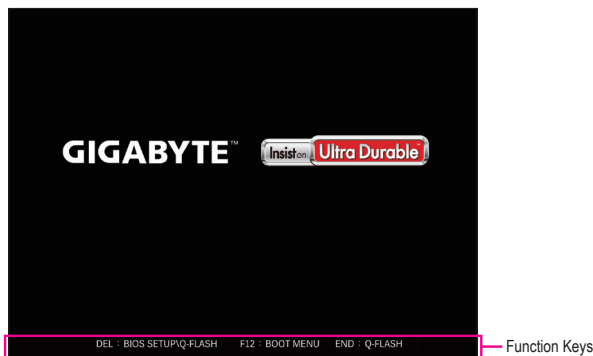 GIGABYTE™ Insist on Ultra Durable™
DEL : BIOS SETUP\Q-FLASH F12 : BOOT MENU END : Q-FLASH
Function Keys